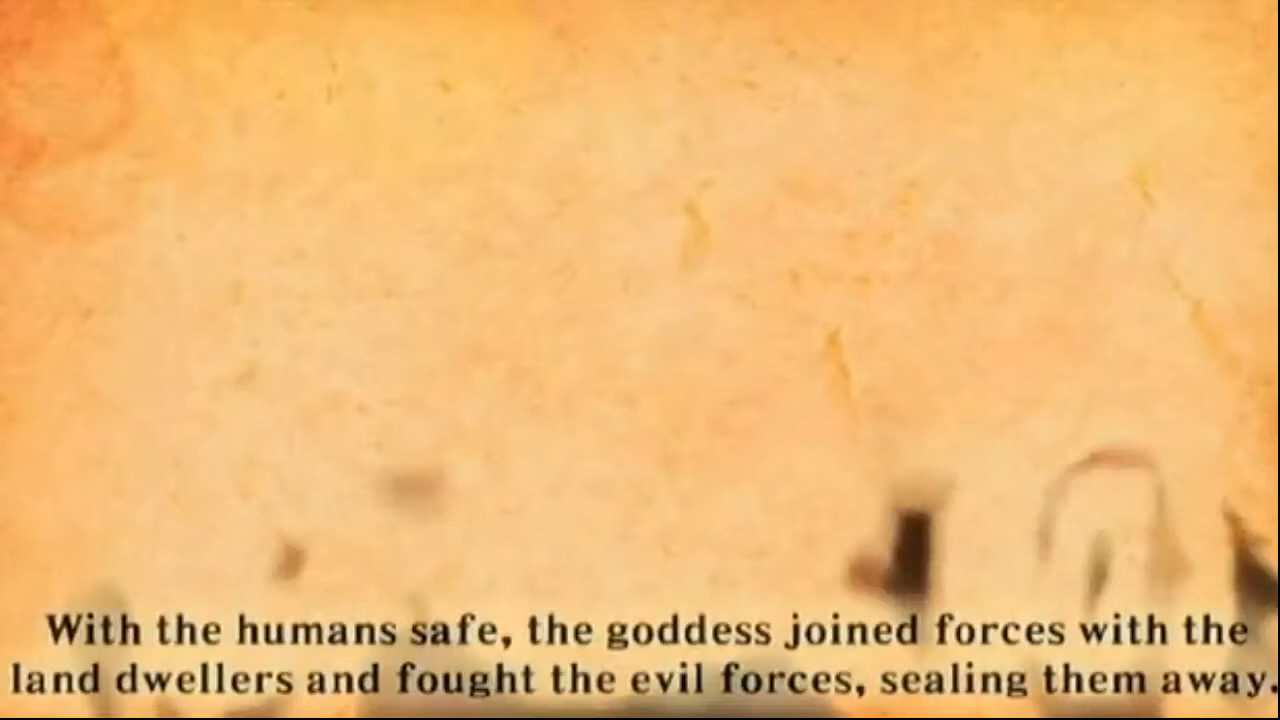 With the humans safe, the goddess joined forces with the
land dwellers and fought the evil forces, sealing them away.